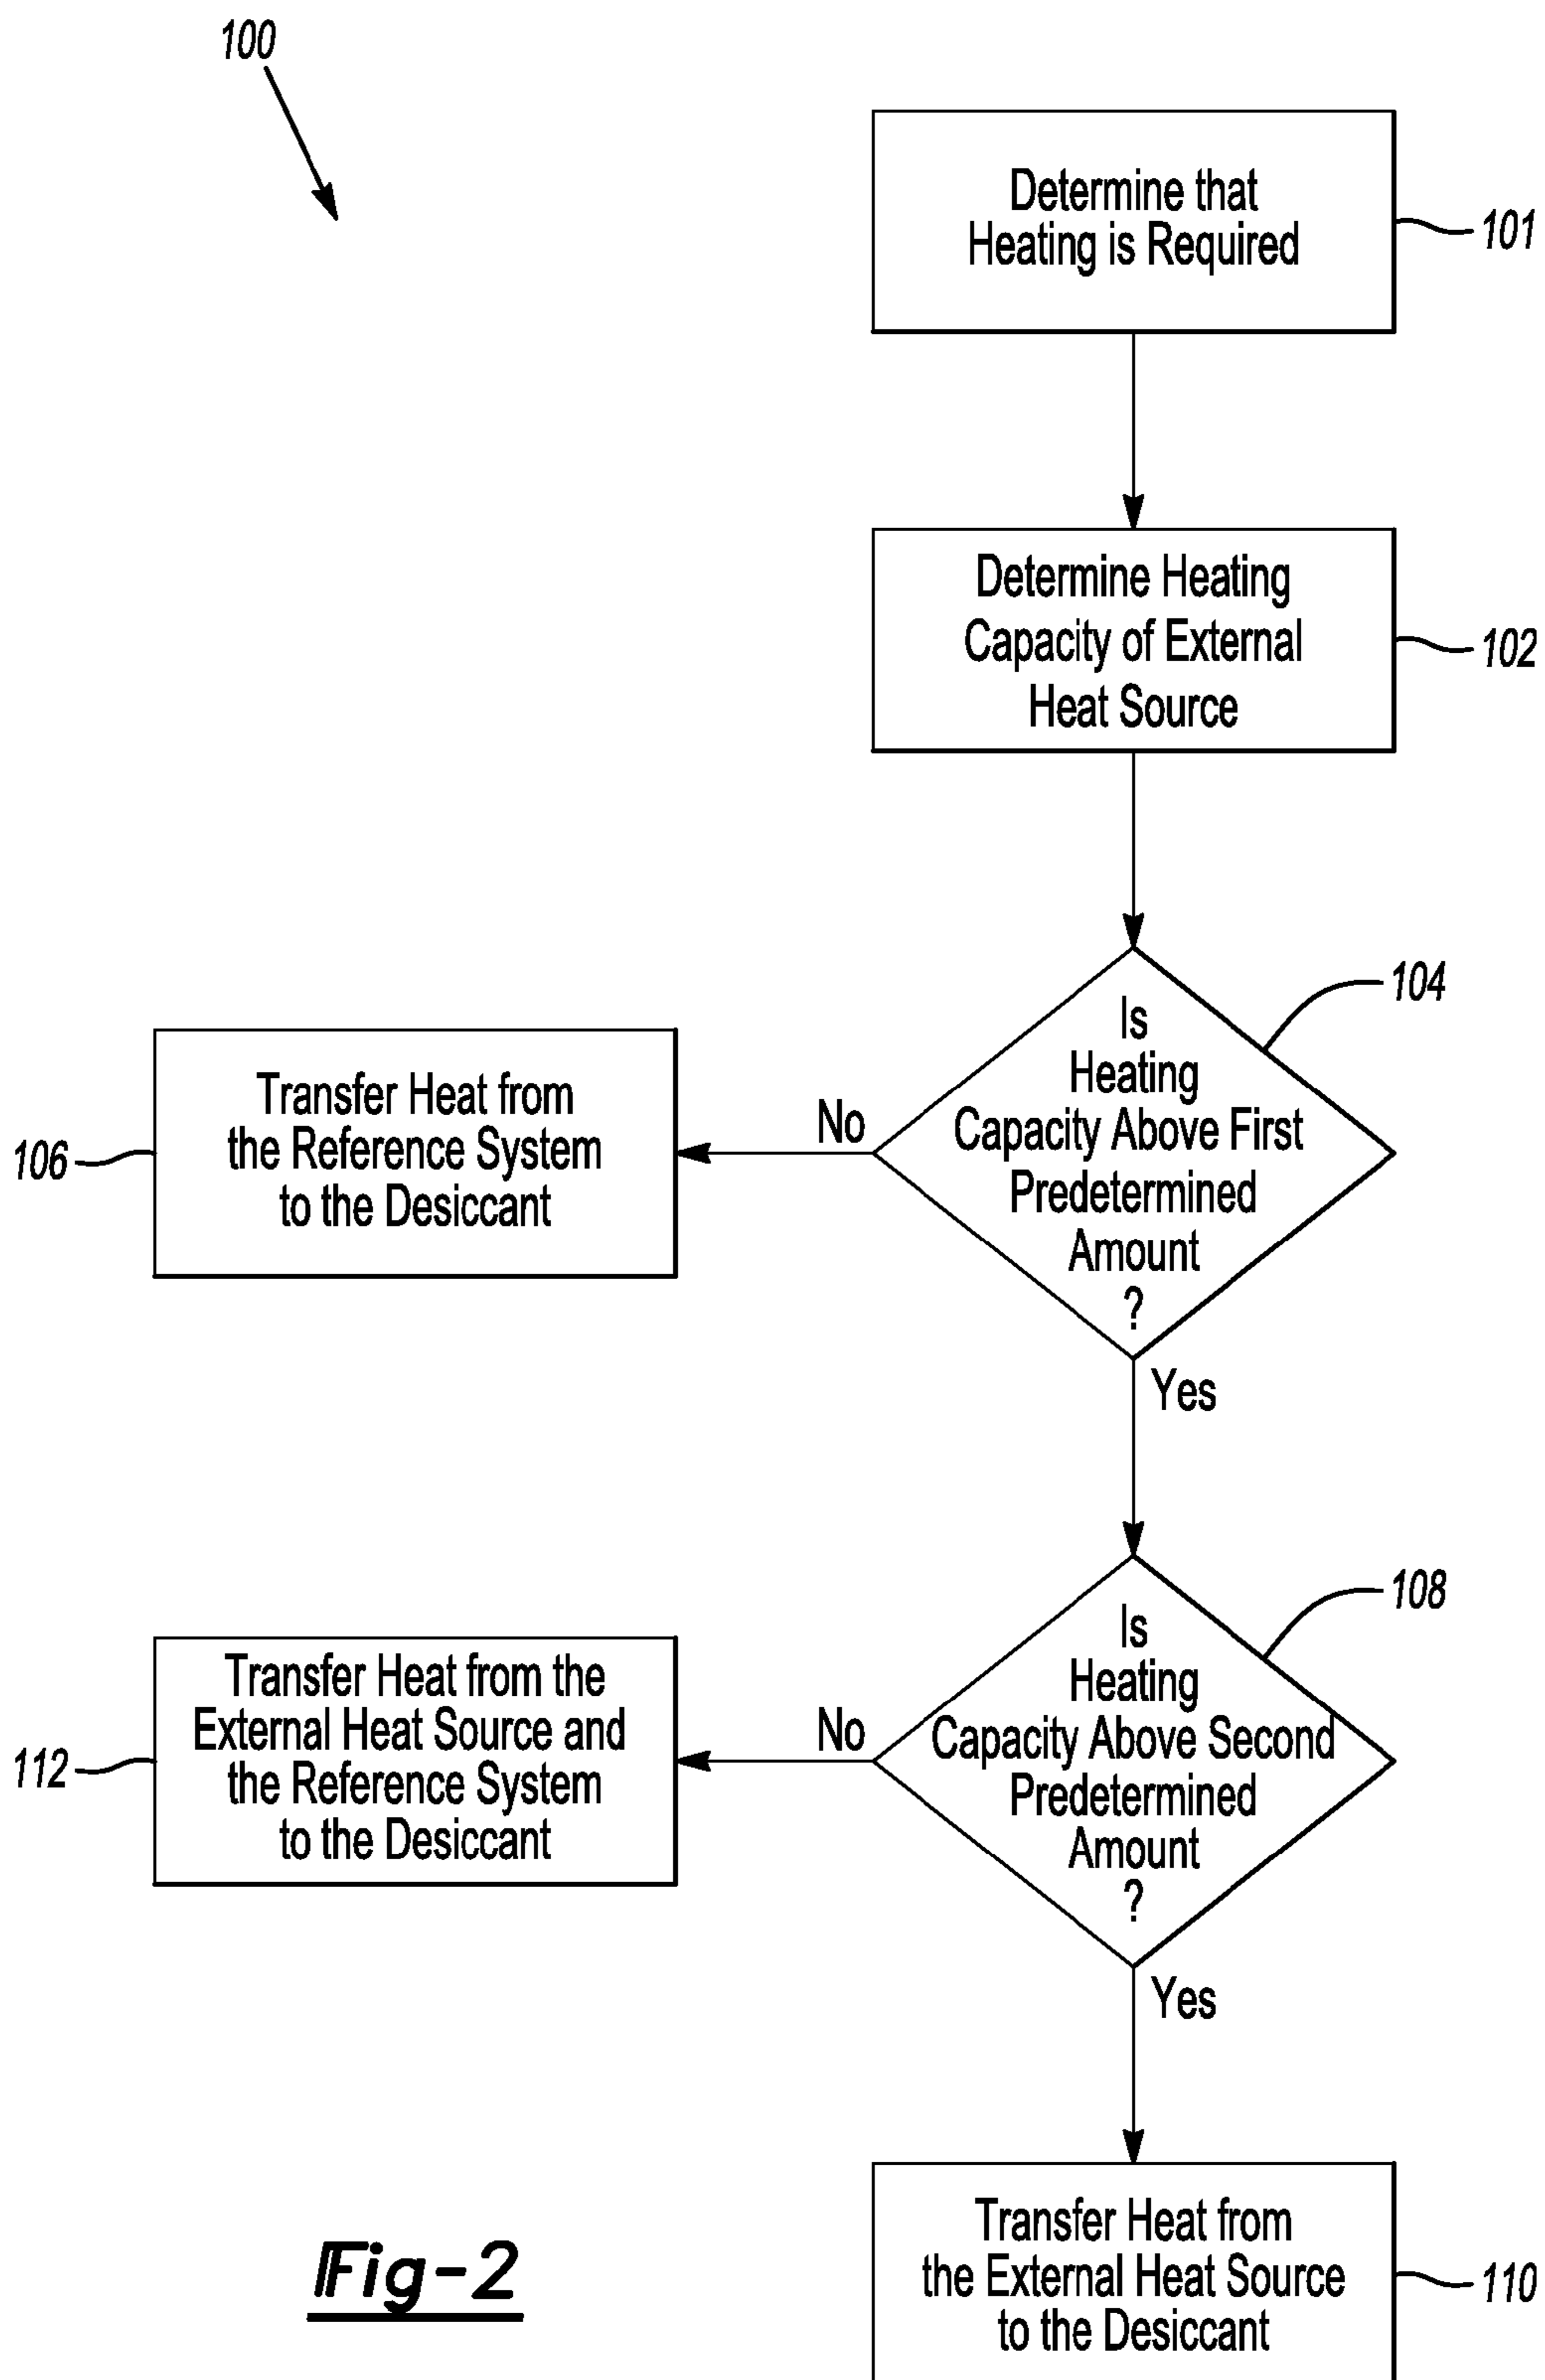 100
Determine that
Heating is Required
101
Determine Heating
Capacity of External
Heat Source
102
Is
Heating
Capacity Above First
Predetermined
Amount
?
104
No
Transfer Heat from
the Reference System
to the Desiccant
106
Yes
Is
Heating
Capacity Above Second
Predetermined
Amount
?
108
No
Transfer Heat from the
External Heat Source and
the Reference System
to the Desiccant
112
Yes
Transfer Heat from
the External Heat Source
to the Desiccant
110
Fig-2